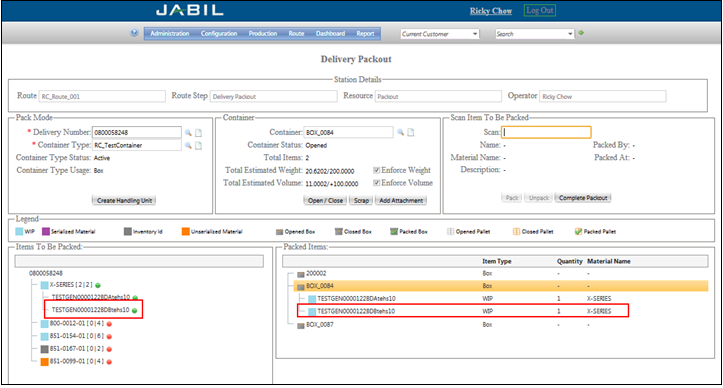 JABIL
Ricky Chow Log Out
Administration Configuration Production Route Dashboard Report Current Customer Search
Delivery Packout
Station Details
Route RC_Route_001 Route Step Delivery Packout Resource Packout Operator Ricky Chow
Pack Mode
* Delivery Number: 0800058248
* Container Type: RC_TestContainer
Container Type Status: Active
Container Type Usage: Box
Create Handling Unit
Container
Container: BOX_0084
Container Status: Opened
Total Items: 2
Total Estimated Weight: 20.6202/200.0000 Enforce Weight
Total Estimated Volume: 11.0002/+100.0000 Enforce Volume
Open / Close Scrap Add Attachment
Scan Item To Be Packed
Scan:
Name: - Packed By: -
Material Name: - Packed At: -
Description: -
Pack Unpack Complete Packout
Legend
WIP Serialized Material Inventory Id Unserialized Material Opened Box Closed Box Packed Box Opened Pallet Closed Pallet Packed Pallet
Items To Be Packed:
0800058248
X-SERIES [ 2 | 2 ]
TESTGEN00001228DAtehs10
TESTGEN00001228DBtehs10
800-0012-01 [ 0 | 4 ]
851-0154-01 [ 0 | 6 ]
851-0167-01 [ 0 | 2 ]
851-0099-01 [ 0 | 4 ]
Packed Items:
Item Type Quantity Material Name
200002 Box - -
BOX_0084 Box - -
TESTGEN00001228DAtehs10 WIP 1 X-SERIES
TESTGEN00001228DBtehs10 WIP 1 X-SERIES
BOX_0087 Box - -